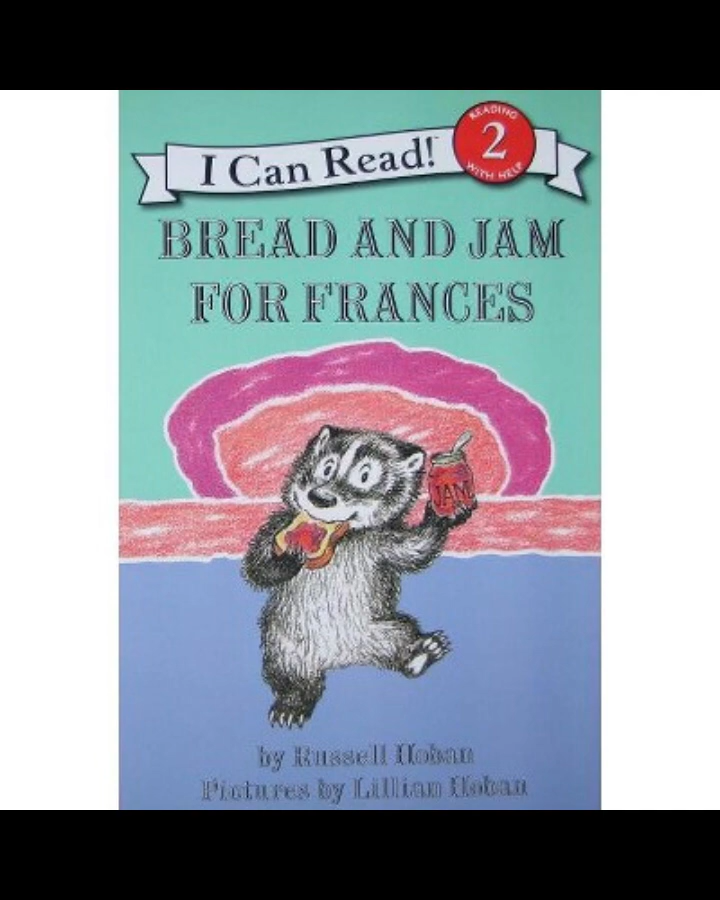 I Can Read!™
READING
2
WITH HELP
BREAD AND JAM
FOR FRANCES
JAM
by Russell Hoban
Pictures by Lillian Hoban